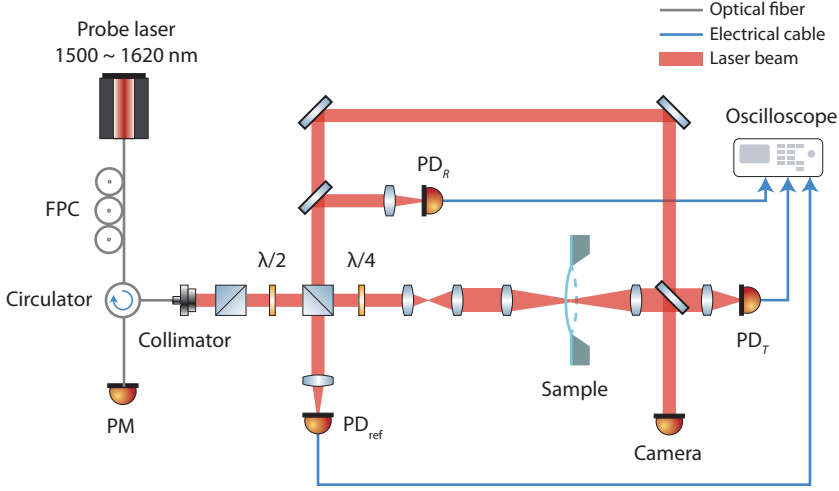 Probe laser
1500 ~ 1620 nm
Optical fiber
Electrical cable
Laser beam
Oscilloscope
PD_R
FPC
λ/2
λ/4
Circulator
Collimator
PD_T
Sample
PM
PD_ref
Camera